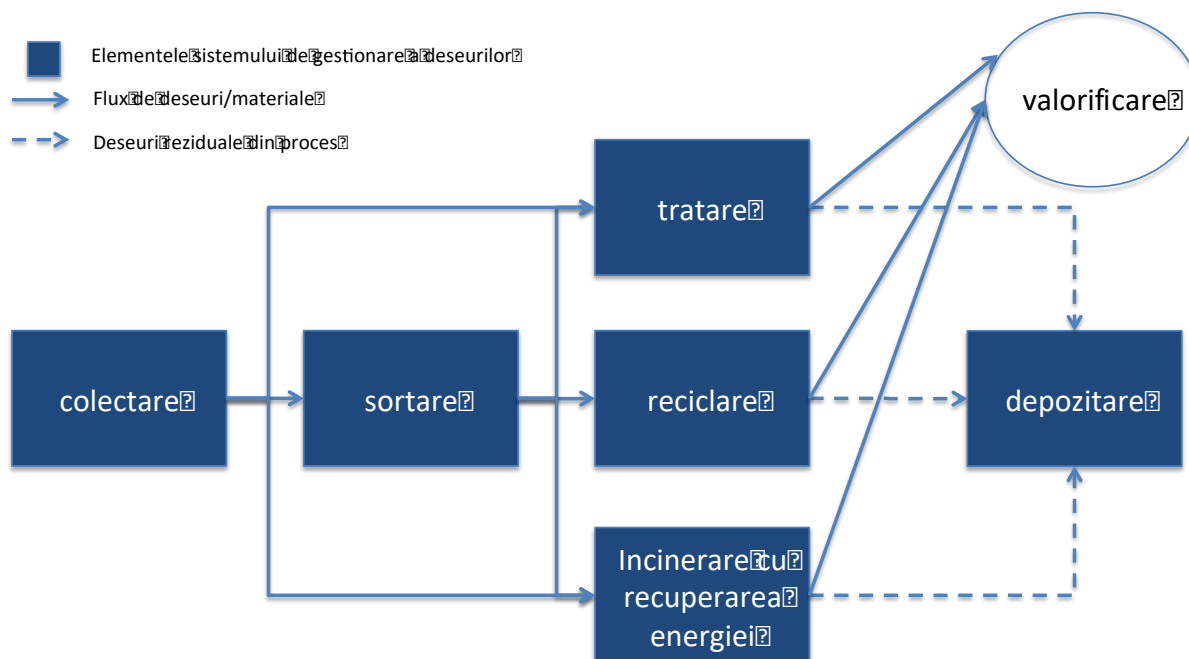 Elementele sistemului de gestionare a deseurilor
Flux de deseuri/materiale
Deseuri reziduale din proces
valorificare
tratare
colectare
sortare
reciclare
depozitare
Incinerare cu
recuperarea
energiei